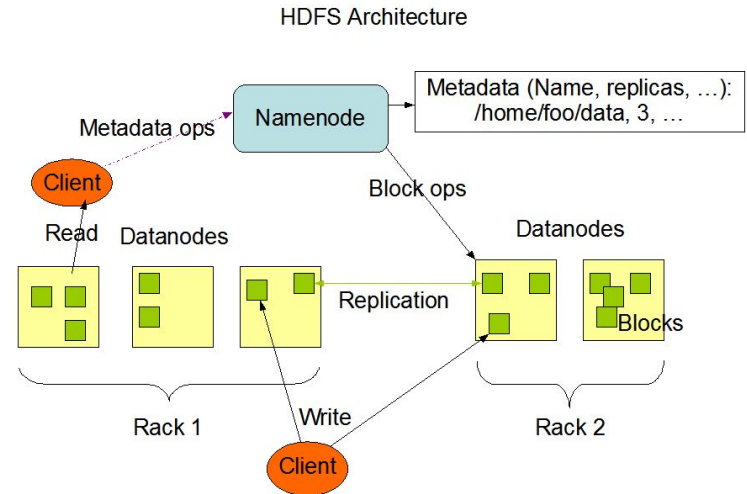 HDFS Architecture
Metadata (Name, replicas, ...):
/home/foo/data, 3, ...
Namenode
Metadata ops
Client
Block ops
Read
Datanodes
Datanodes
Replication
Blocks
Rack 1
Write
Rack 2
Client